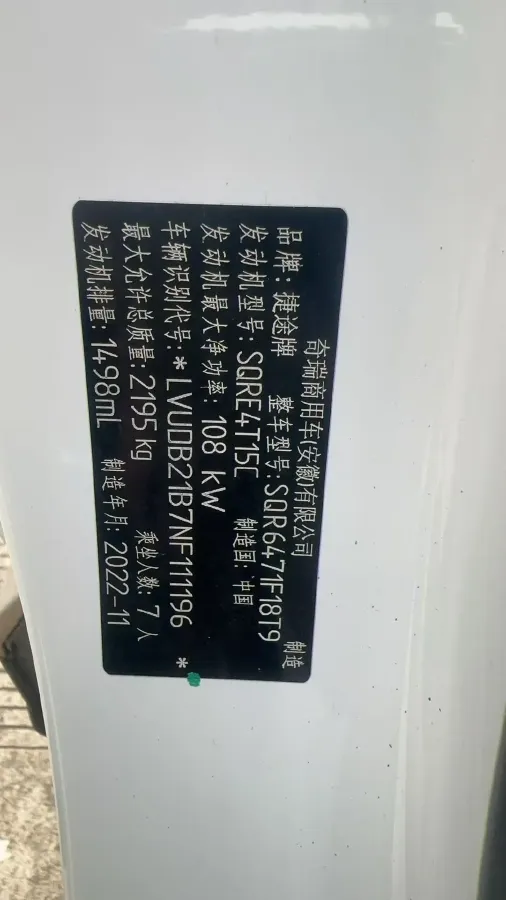 奇瑞商用车(安徽)有限公司 制造
品牌:捷途牌 整车型号:SQR6471F18T9
发动机型号:SQRE4T15C 制造国:中国
发动机最大净功率: 108 kW
车辆识别代号:*LVUDB21B7NF111196 *
最大允许总质量:2195 kg 乘坐人数:7人
发动机排量:1498mL 制造年月:2022-11